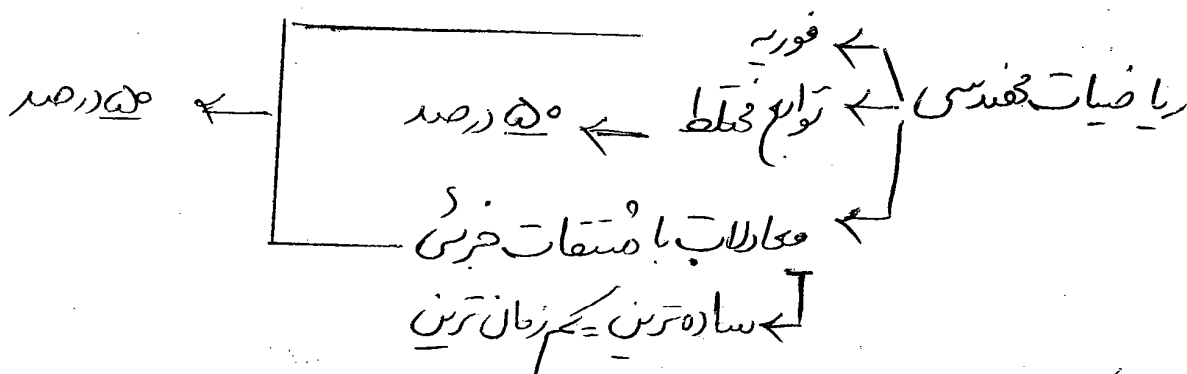 فوریه
ریاضیات مهندسی
توابع مختلط ← ۵۰ درصد
۵۰ درصد
معادلات با مشتقات جزئی
ساده‌ترین = کم زمان ترین